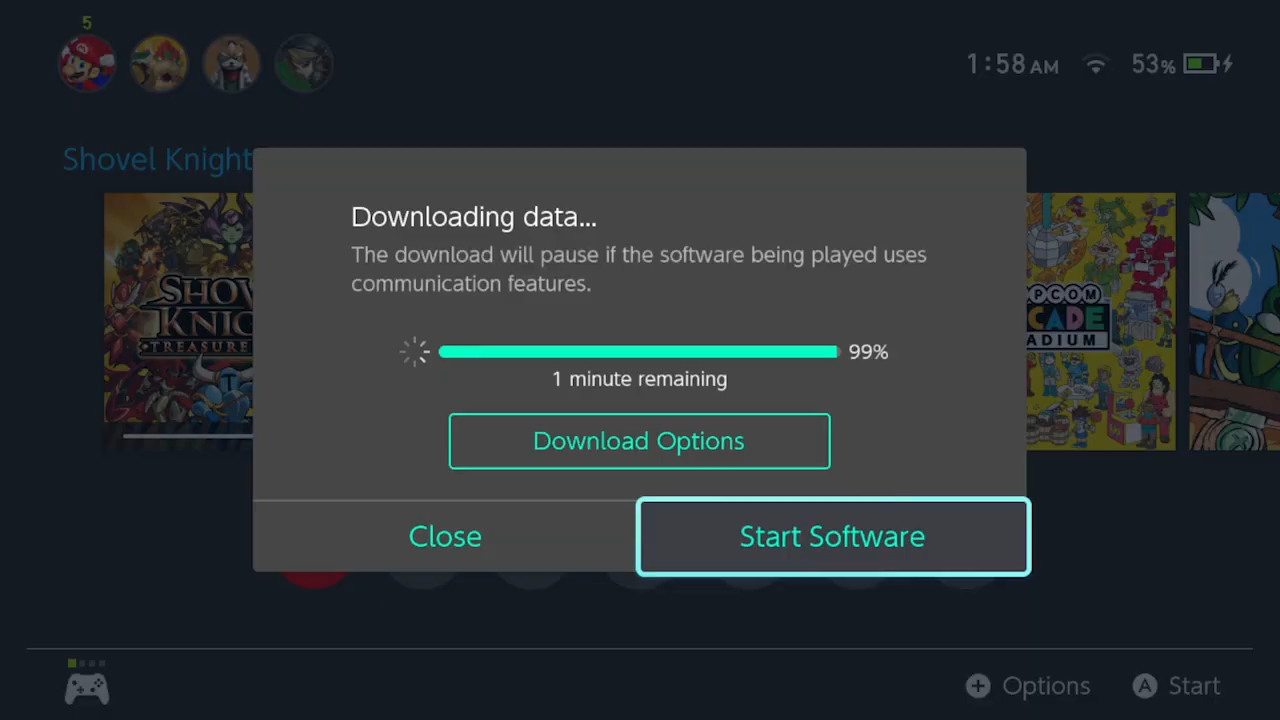 5
1:58 AM
53%
Shovel Knight
Downloading data...
The download will pause if the software being played uses
communication features.
99%
1 minute remaining
Download Options
Close
Start Software
Options
Start